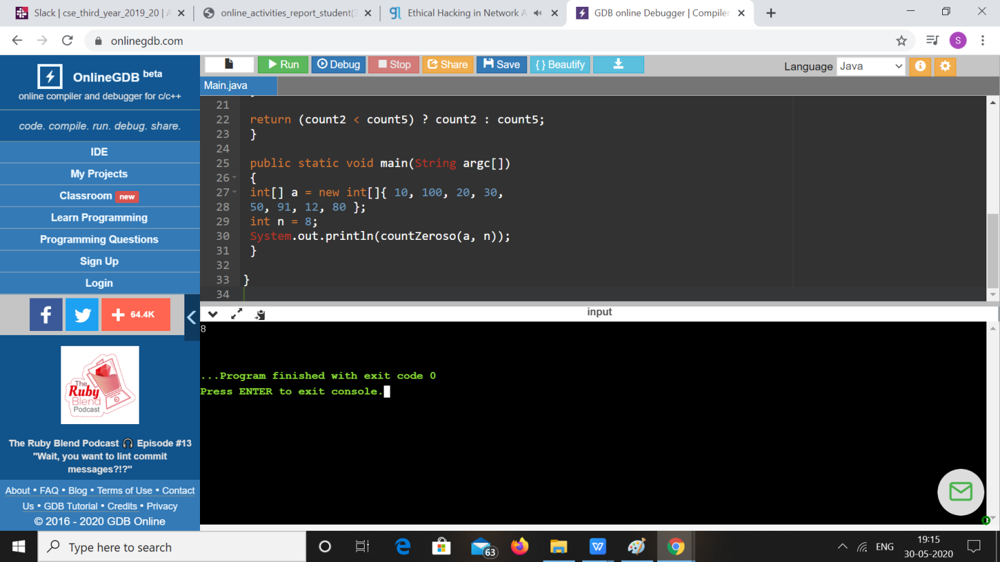 Slack | cse_third_year_2019_20 | A
online_activities_report_student(3
Ethical Hacking in Network A
GDB online Debugger | Compiler
onlinegdb.com
S
OnlineGDB beta
online compiler and debugger for c/c++
code. compile. run. debug. share.
IDE
My Projects
Classroom new
Learn Programming
Programming Questions
Sign Up
Login
f
64.4K
The
Ruby
Blend
Podcast
The Ruby Blend Podcast 🎧 Episode #13
"Wait, you want to lint commit
messages?!?"
About • FAQ • Blog • Terms of Use • Contact
Us • GDB Tutorial • Credits • Privacy
© 2016 - 2020 GDB Online
Run Debug Stop Share Save {} Beautify
Language Java
Main.java
21
22 return (count2 < count5) ? count2 : count5;
23 }
24
25 public static void main(String argc[])
26 {
27 int[] a = new int[]{ 10, 100, 20, 30,
28 50, 91, 12, 80 };
29 int n = 8;
30 System.out.println(countZeroso(a, n));
31 }
32
33 }
34
input
8
...Program finished with exit code 0
Press ENTER to exit console.
Type here to search
63
ENG
19:15
30-05-2020